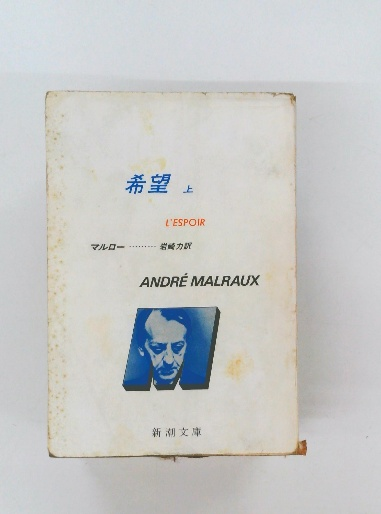 希望 上
L'ESPOIR
マルロー ……… 岩崎力訳
ANDRÉ MALRAUX
新潮文庫